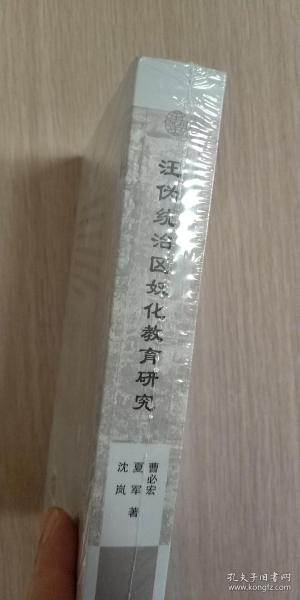 汪伪统治区奴化教育研究
曹必宏
夏军
沈岚
著
孔夫子旧书网